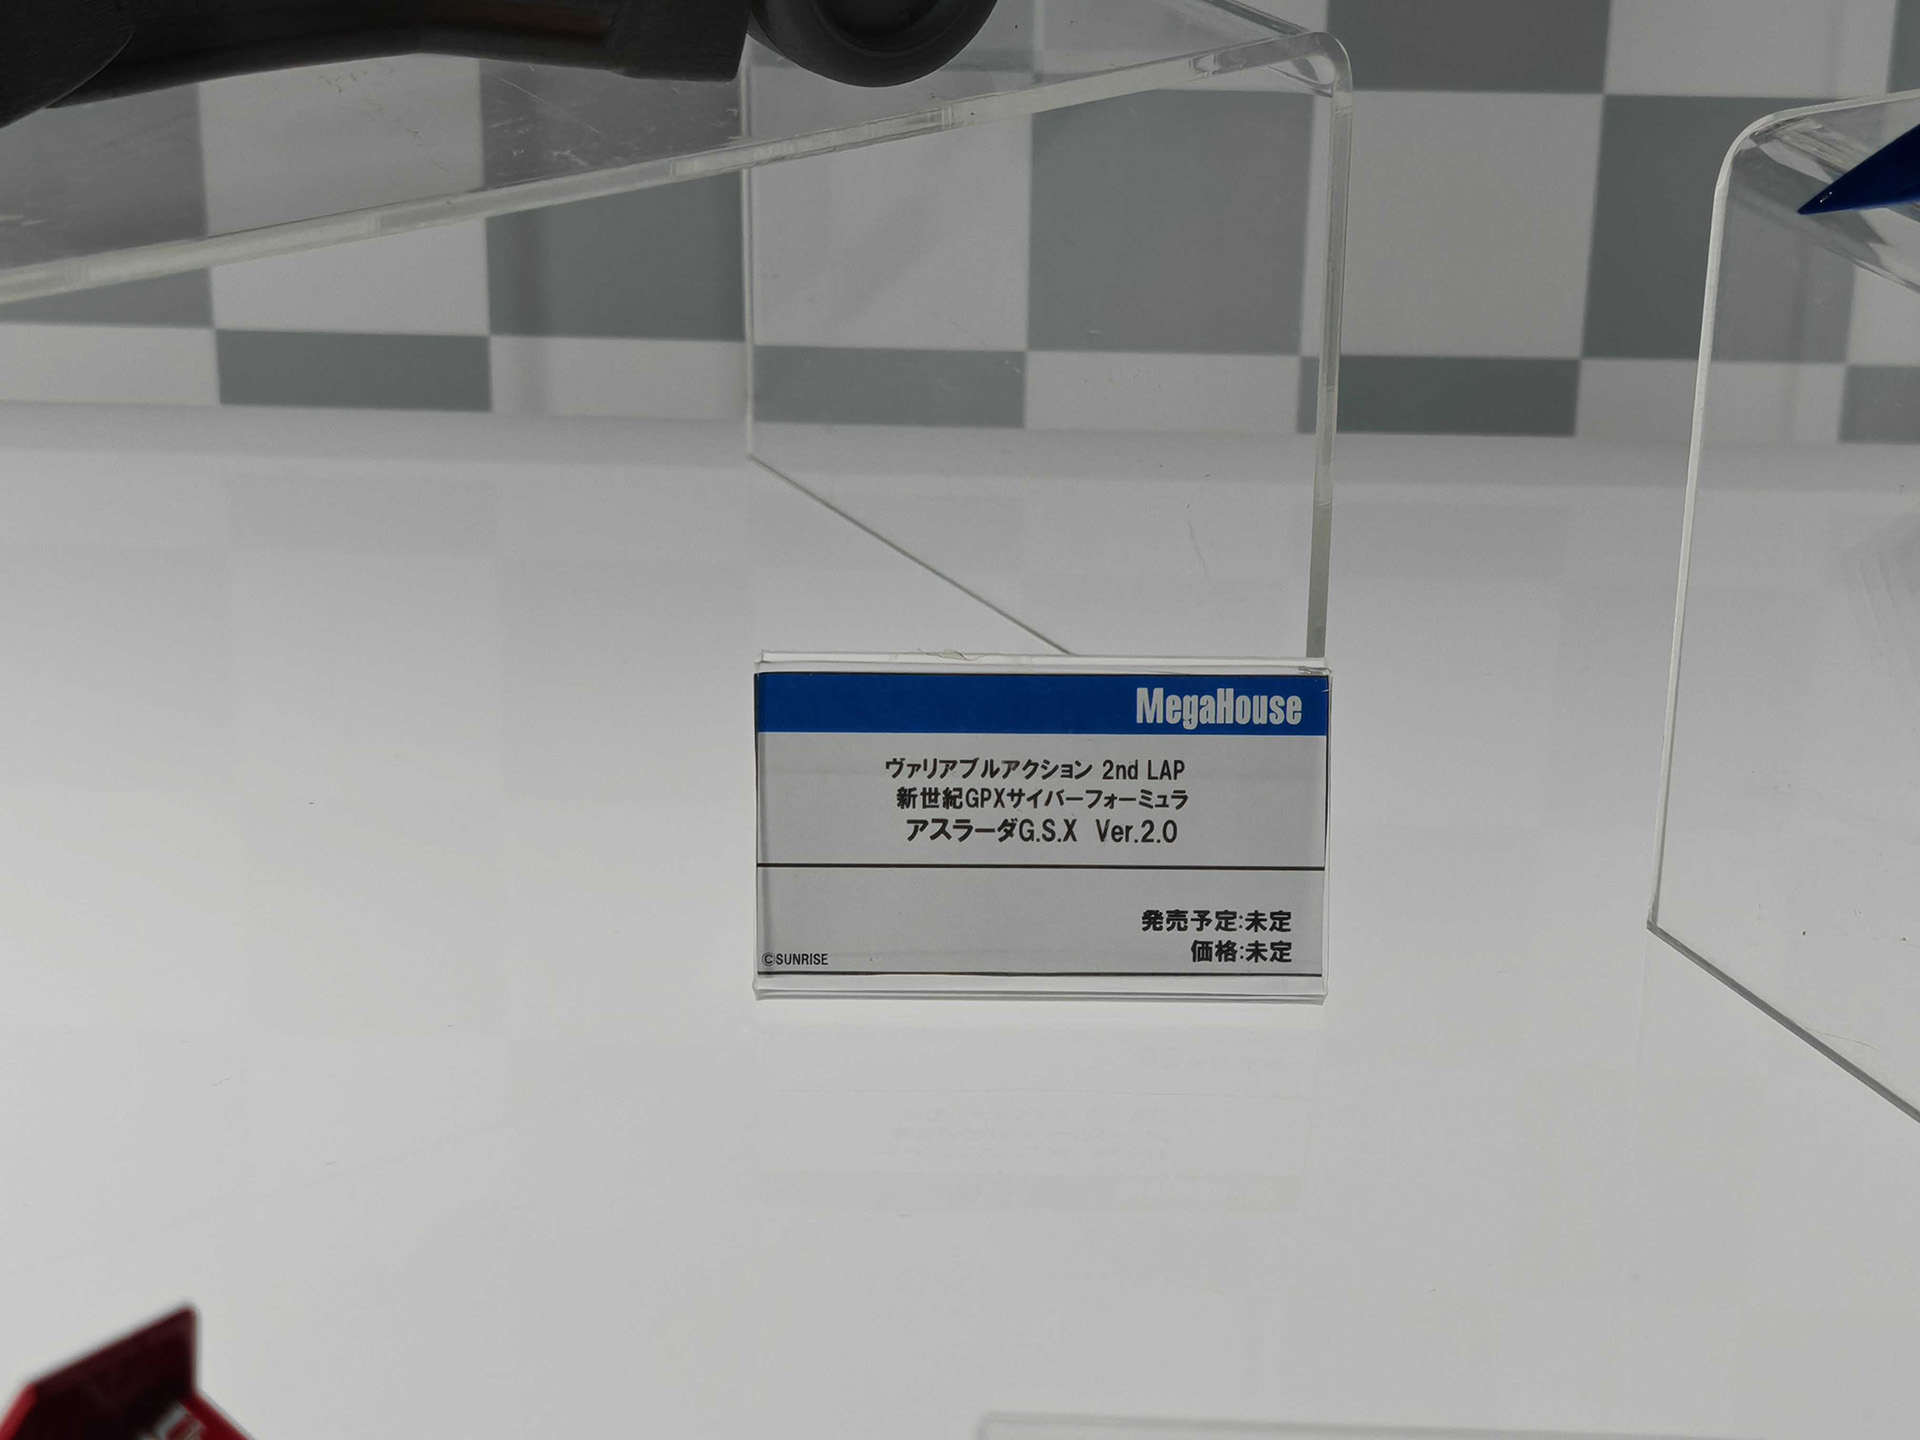 MegaHouse
ヴァリアブルアクション 2nd LAP
新世紀GPXサイバーフォーミュラ
アスラーダG.S.X Ver.2.0
発売予定:未定
価格:未定
©SUNRISE